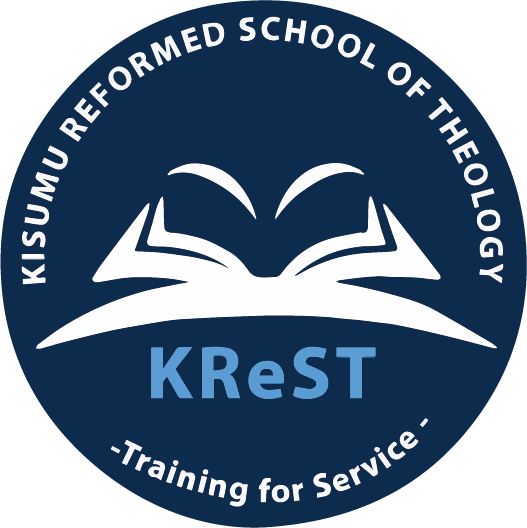 KISUMU REFORMED SCHOOL OF THEOLOGY
KReST
-Training for Service -